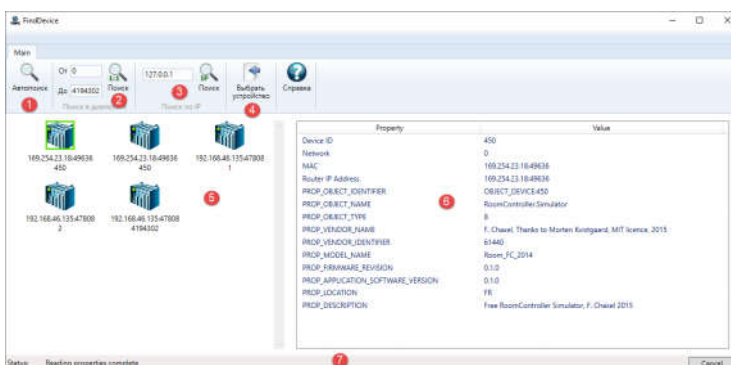 FindDevice
Main
Автопоиск
От 0
До 4194302
Поиск
127.0.0.1
Поиск
Выбрать
устройство
Справка
Поиск по IP
1
2
3
4
169.254.23.18:49636
450
169.254.23.18:49636
450
192.168.46.135:47808
1
192.168.46.135:47808
2
192.168.46.135:47808
4194302
5
Property Value
Device ID 450
Network 0
MAC 169.254.23.18:49636
Router IP Address 169.254.23.18:49636
PROP_OBJECT_IDENTIFIER OBJECT_DEVICE:450
PROP_OBJECT_NAME RoomController.Simulator
PROP_OBJECT_TYPE 8
PROP_VENDOR_NAME F. Chaxel, Thanks to Morten Kvistgaard, MIT licence, 2015
PROP_VENDOR_IDENTIFIER 61440
PROP_MODEL_NAME Room_FC_2014
PROP_FIRMWARE_REVISION 0.1.0
PROP_APPLICATION_SOFTWARE_VERSION 0.1.0
PROP_LOCATION FR
PROP_DESCRIPTION Free RoomController Simulator, F. Chaxel 2015
6
Status: Reading properties complete
7
Cancel